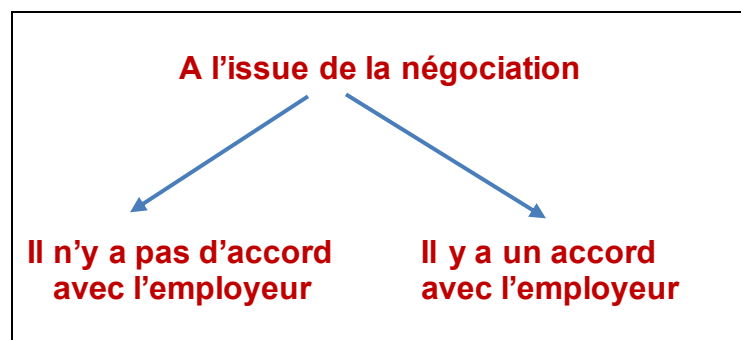 A l’issue de la négociation
Il n’y a pas d’accord
avec l’employeur
Il y a un accord
avec l’employeur